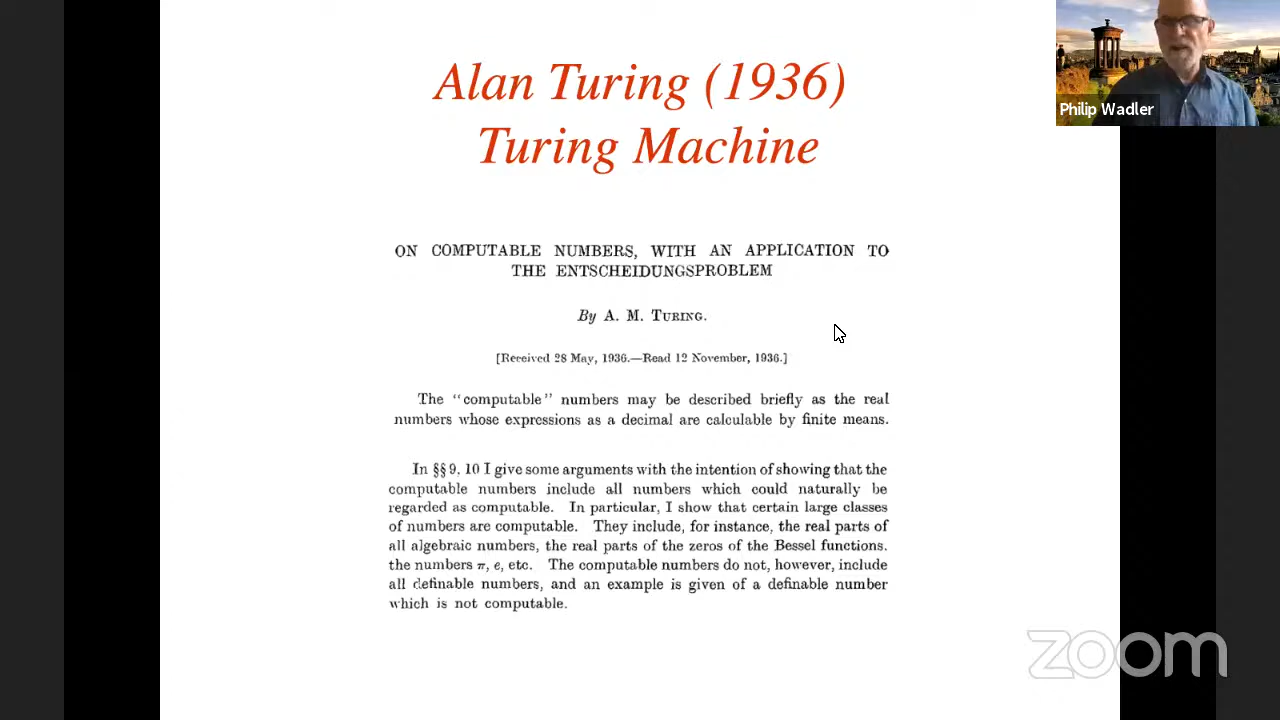 Alan Turing (1936)
Turing Machine
Philip Wadler
ON COMPUTABLE NUMBERS, WITH AN APPLICATION TO
THE ENTSCHEIDUNGSPROBLEM
By A. M. TURING.
[Received 28 May, 1936.—Read 12 November, 1936.]
The "computable" numbers may be described briefly as the real
numbers whose expressions as a decimal are calculable by finite means.
In §§ 9, 10 I give some arguments with the intention of showing that the
computable numbers include all numbers which could naturally be
regarded as computable. In particular, I show that certain large classes
of numbers are computable. They include, for instance, the real parts of
all algebraic numbers, the real parts of the zeros of the Bessel functions,
the numbers π, e, etc. The computable numbers do not, however, include
all definable numbers, and an example is given of a definable number
which is not computable.
zoom